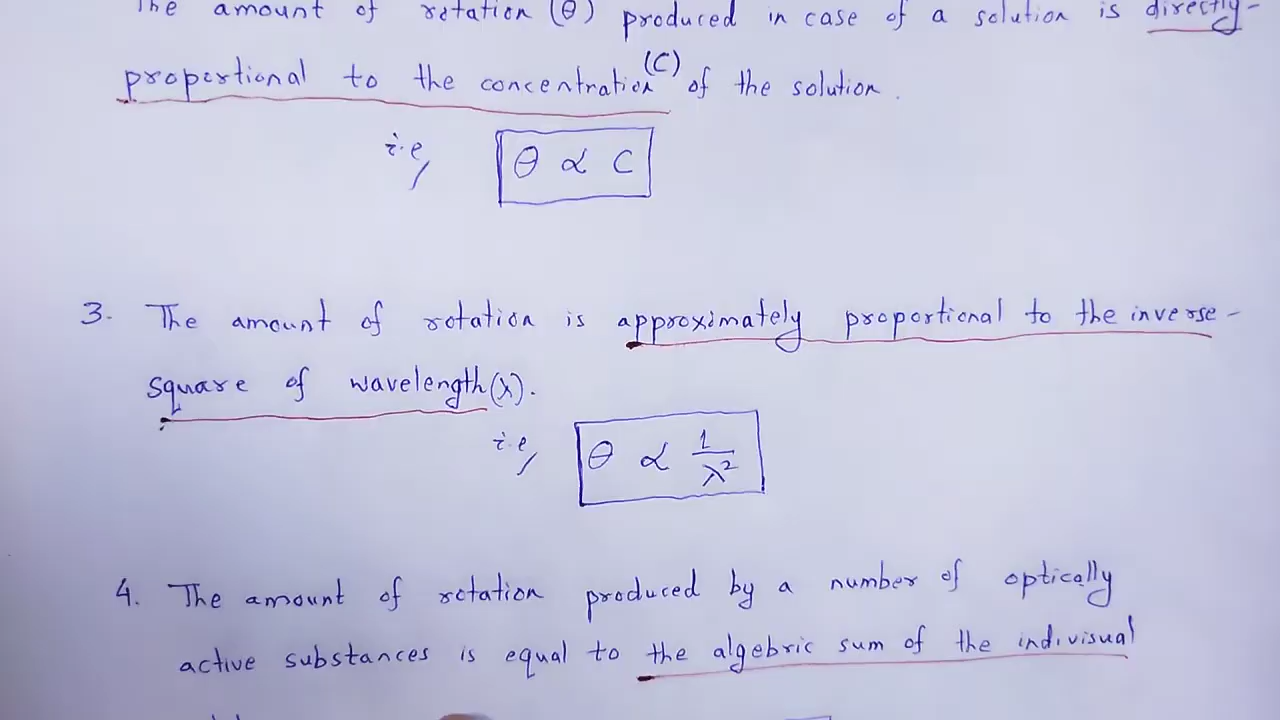 The amount of rotation (θ) produced in case of a solution is directly-
proportional to the concentration (C) of the solution.
i.e, θ ∝ C
3. The amount of rotation is approximately proportional to the inverse-
square of wavelength(λ).
i.e, θ ∝ 1/λ²
4. The amount of rotation produced by a number of optically
active substances is equal to the algebric sum of the indivisual